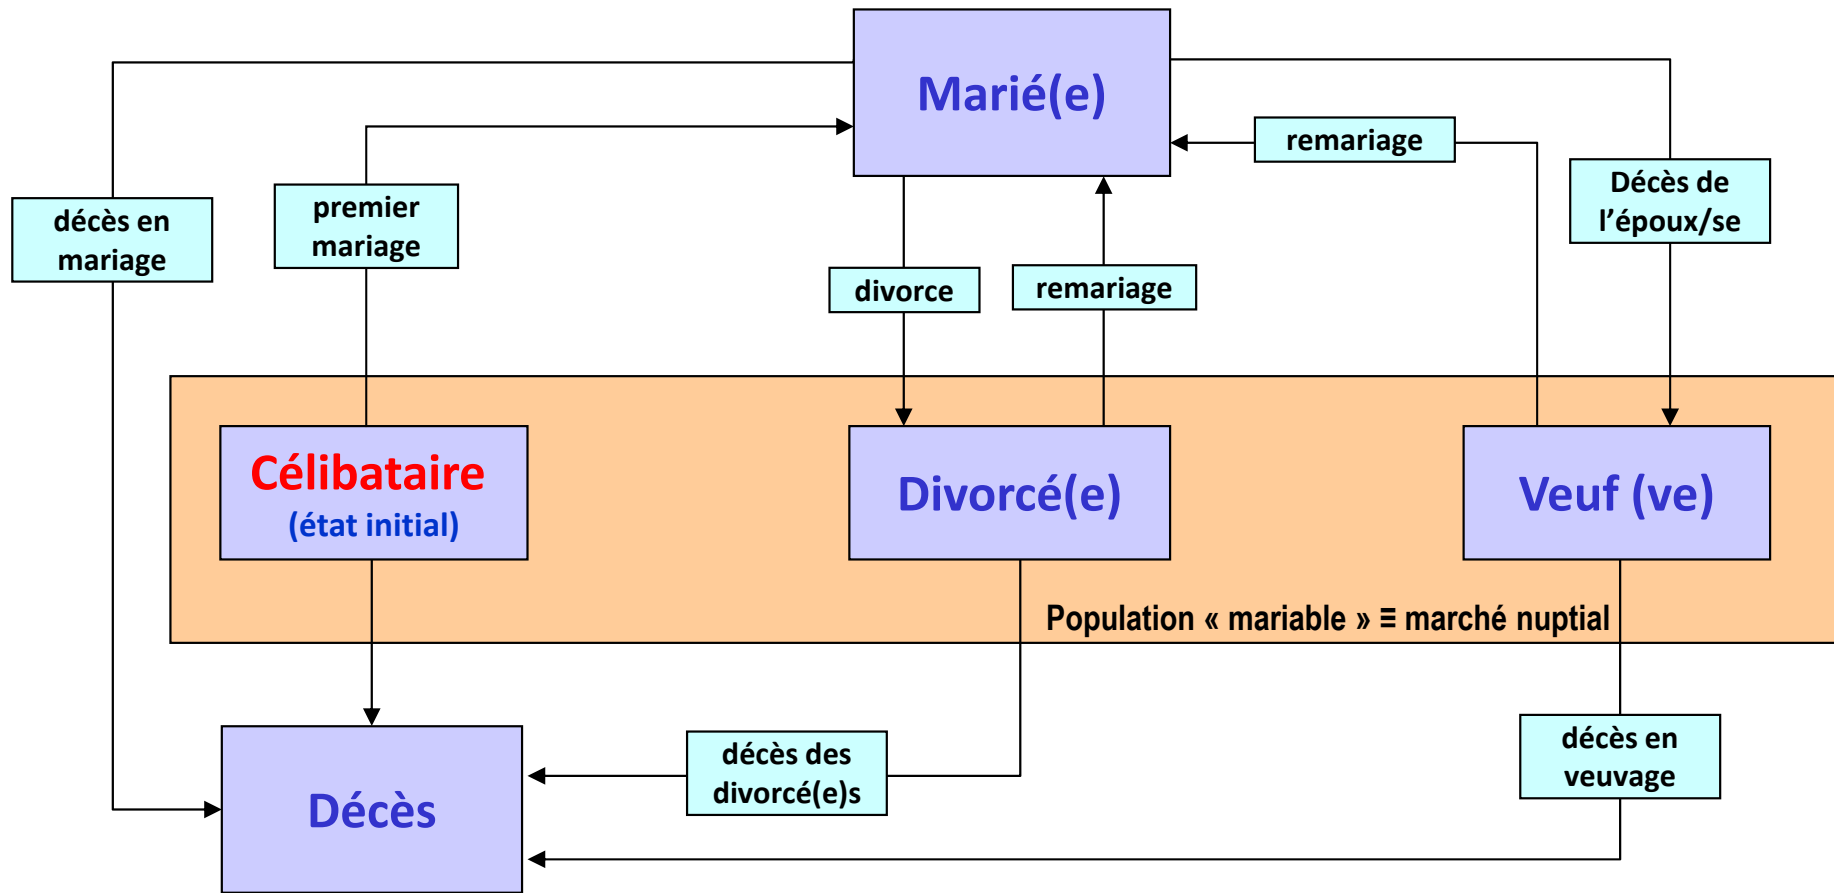 Marié(e)
remariage
décès en
mariage
premier
mariage
Décès de
l'époux/se
divorce
remariage
Célibataire
(état initial)
Divorcé(e)
Veuf (ve)
Population « mariable » ≡ marché nuptial
Décès
décès des
divorcé(e)s
décès en
veuvage